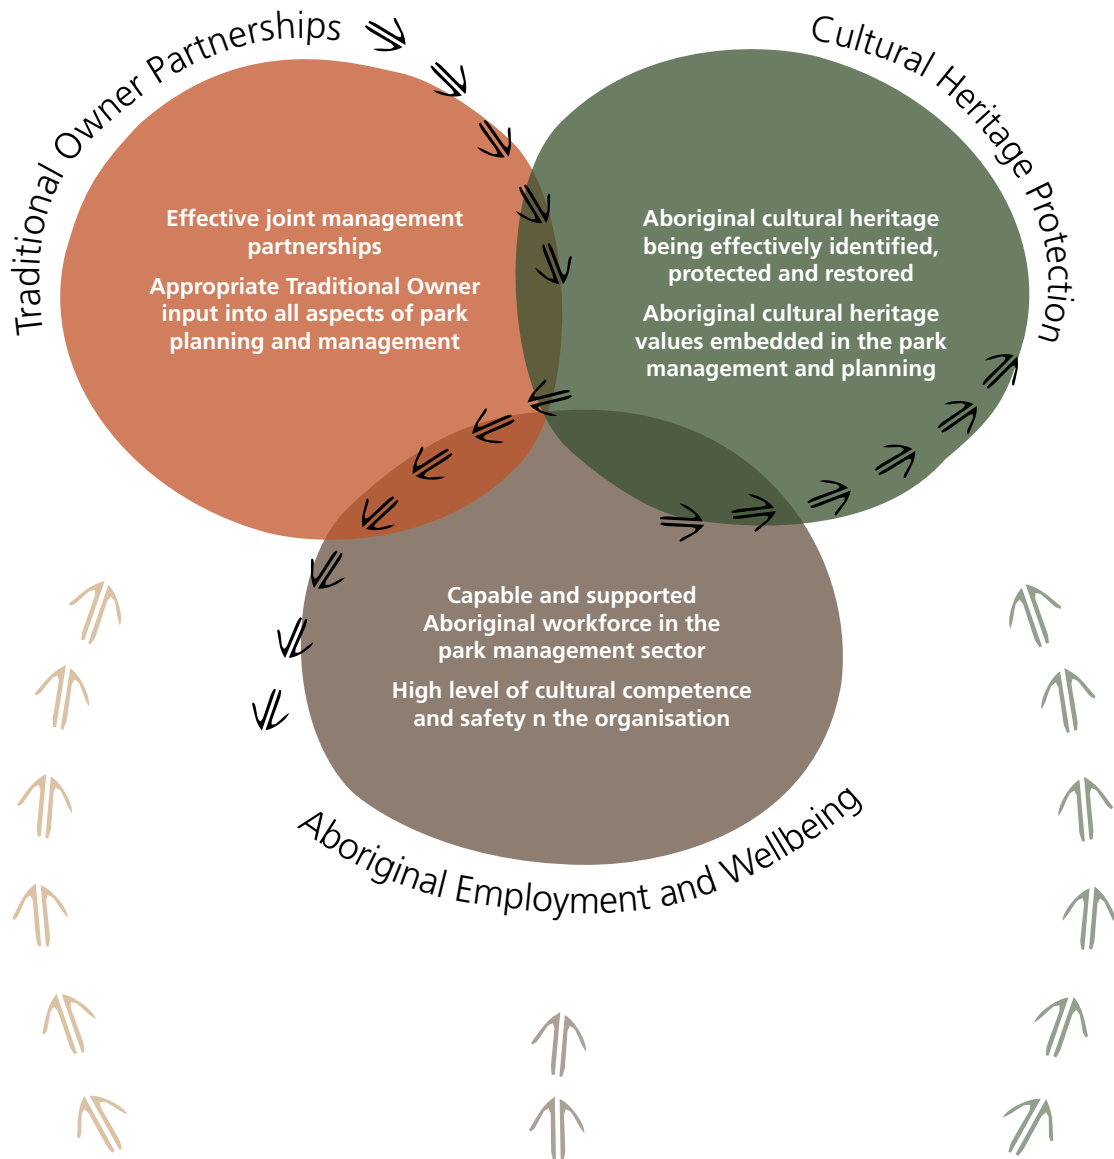 Traditional Owner Partnerships
Effective joint management
partnerships
Appropriate Traditional Owner
input into all aspects of park
planning and management
Cultural Heritage Protection
Aboriginal cultural heritage
being effectively identified,
protected and restored
Aboriginal cultural heritage
values embedded in the park
management and planning
Capable and supported
Aboriginal workforce in the
park management sector
High level of cultural competence
and safety n the organisation
Aboriginal Employment and Wellbeing